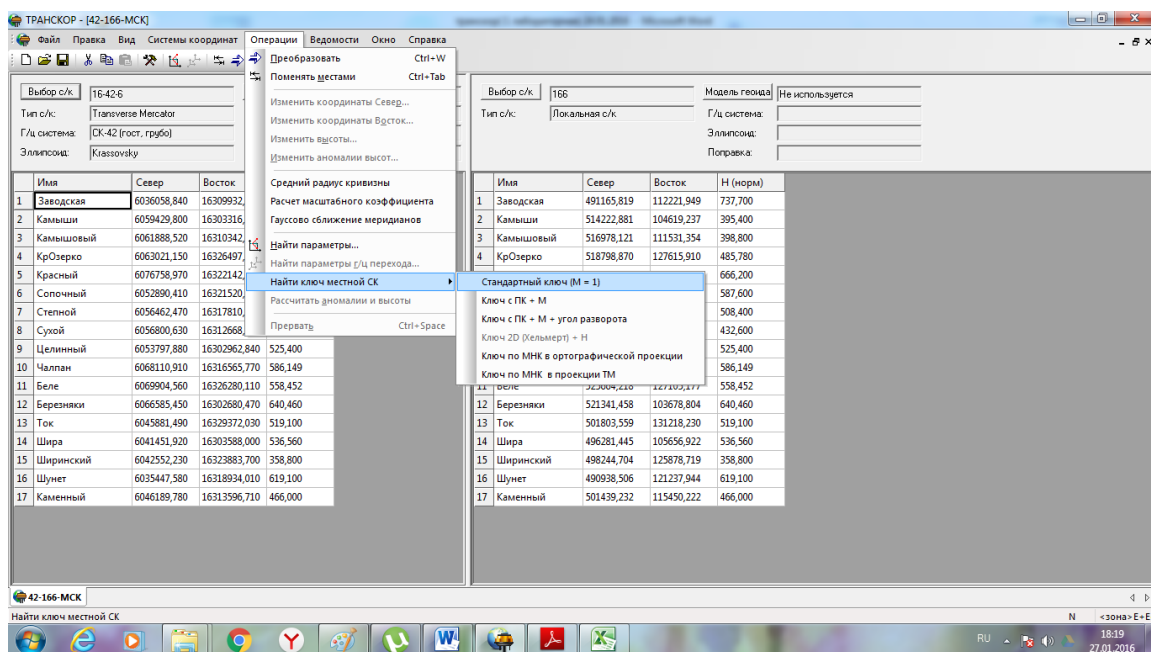 ТРАНСКОР - [42-166-МСК]
Файл Правка Вид Системы координат Операции Ведомости Окно Справка
Преобразовать Ctrl+W
Поменять местами Ctrl+Tab
Изменить координаты Север...
Изменить координаты Восток...
Изменить высоты...
Изменить аномалии высот...
Средний радиус кривизны
Расчет масштабного коэффициента
Гауссово сближение меридианов
Найти параметры...
Найти параметры г/ц перехода...
Найти ключ местной СК
Рассчитать аномалии и высоты
Прервать Ctrl+Space
Стандартный ключ (М = 1)
Ключ с ПК + М
Ключ с ПК + М + угол разворота
Ключ 2D (Хельмерт) + Н
Ключ по МНК в ортографической проекции
Ключ по МНК в проекции ТМ
Выбор с/к 16-42-6
Тип с/к: Transverse Mercator
Г/ц система: СК-42 (гост, грубо)
Эллипсоид: Krassovsky
Выбор с/к 166 Модель геоида Не используется
Тип с/к: Локальная с/к Г/ц система:
Эллипсоид:
Поправка:
Имя Север Восток
1 Заводская 6036058,840 16309932,
2 Камыши 6059429,800 16303316,
3 Камышовый 6061888,520 16310342,
4 КрОзерко 6063021,150 16326497,
5 Красный 6076758,970 16322142,
6 Сопочный 6052890,410 16321520,
7 Степной 6056462,470 16317810,
8 Сухой 6056800,630 16312668,
9 Целинный 6053797,880 16302962,840 525,400
10 Чалпан 6068110,910 16316565,770 586,149
11 Беле 6069904,560 16326280,110 558,452
12 Березняки 6066585,450 16302680,470 640,460
13 Ток 6045881,490 16329372,030 519,100
14 Шира 6041451,920 16303588,000 536,560
15 Ширинский 6042552,230 16323883,700 358,800
16 Шунет 6035447,580 16318934,010 619,100
17 Каменный 6046189,780 16313596,710 466,000
Имя Север Восток Н (норм)
1 Заводская 491165,819 112221,949 737,700
2 Камыши 514222,881 104619,237 395,400
3 Камышовый 516978,121 111531,354 398,800
4 КрОзерко 518798,870 127615,910 485,780
666,200
587,600
508,400
432,600
525,400
586,149
558,452
12 Березняки 521341,458 103678,804 640,460
13 Ток 501803,559 131218,230 519,100
14 Шира 496281,445 105656,922 536,560
15 Ширинский 498244,704 125878,719 358,800
16 Шунет 490938,506 121237,944 619,100
17 Каменный 501439,232 115450,222 466,000
42-166-МСК
Найти ключ местной СК N <зона>E+E
RU 18:19
27.01.2016